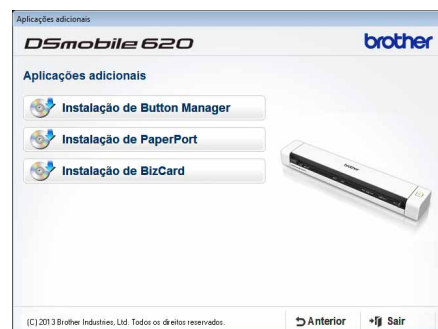 Aplicações adicionais
DSmobile 620
brother
Aplicações adicionais
Instalação de Button Manager
Instalação de PaperPort
Instalação de BizCard
brother
(C) 2013 Brother Industries, Ltd. Todos os direitos reservados.
Anterior
Sair